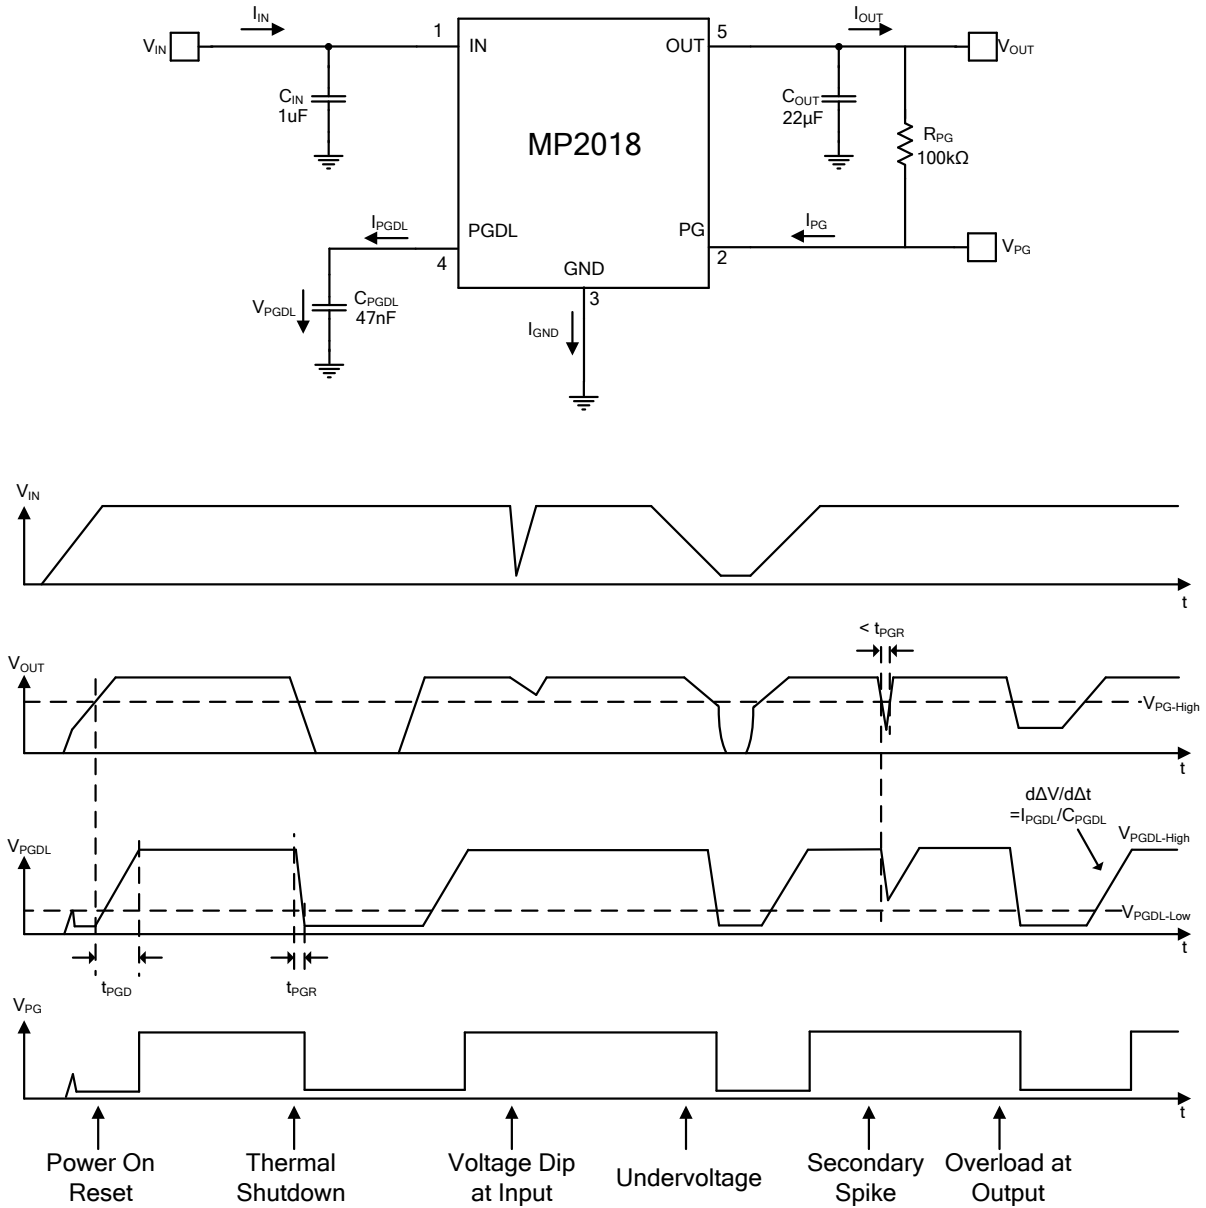 I_IN
I_OUT
V_IN
1
IN
OUT
5
V_OUT
C_IN
1uF
C_OUT
22µF
MP2018
R_PG
100kΩ
I_PGDL
PGDL
4
I_PG
PG
2
V_PG
GND
3
V_PGDL
C_PGDL
47nF
I_GND
V_IN
t
< t_PGR
V_OUT
V_PG-High
t
dΔV/dΔt
=I_PGDL/C_PGDL
V_PGDL
V_PGDL-High
V_PGDL-Low
t
t_PGD
t_PGR
V_PG
t
Power On
Reset
Thermal
Shutdown
Voltage Dip
at Input
Undervoltage
Secondary
Spike
Overload at
Output